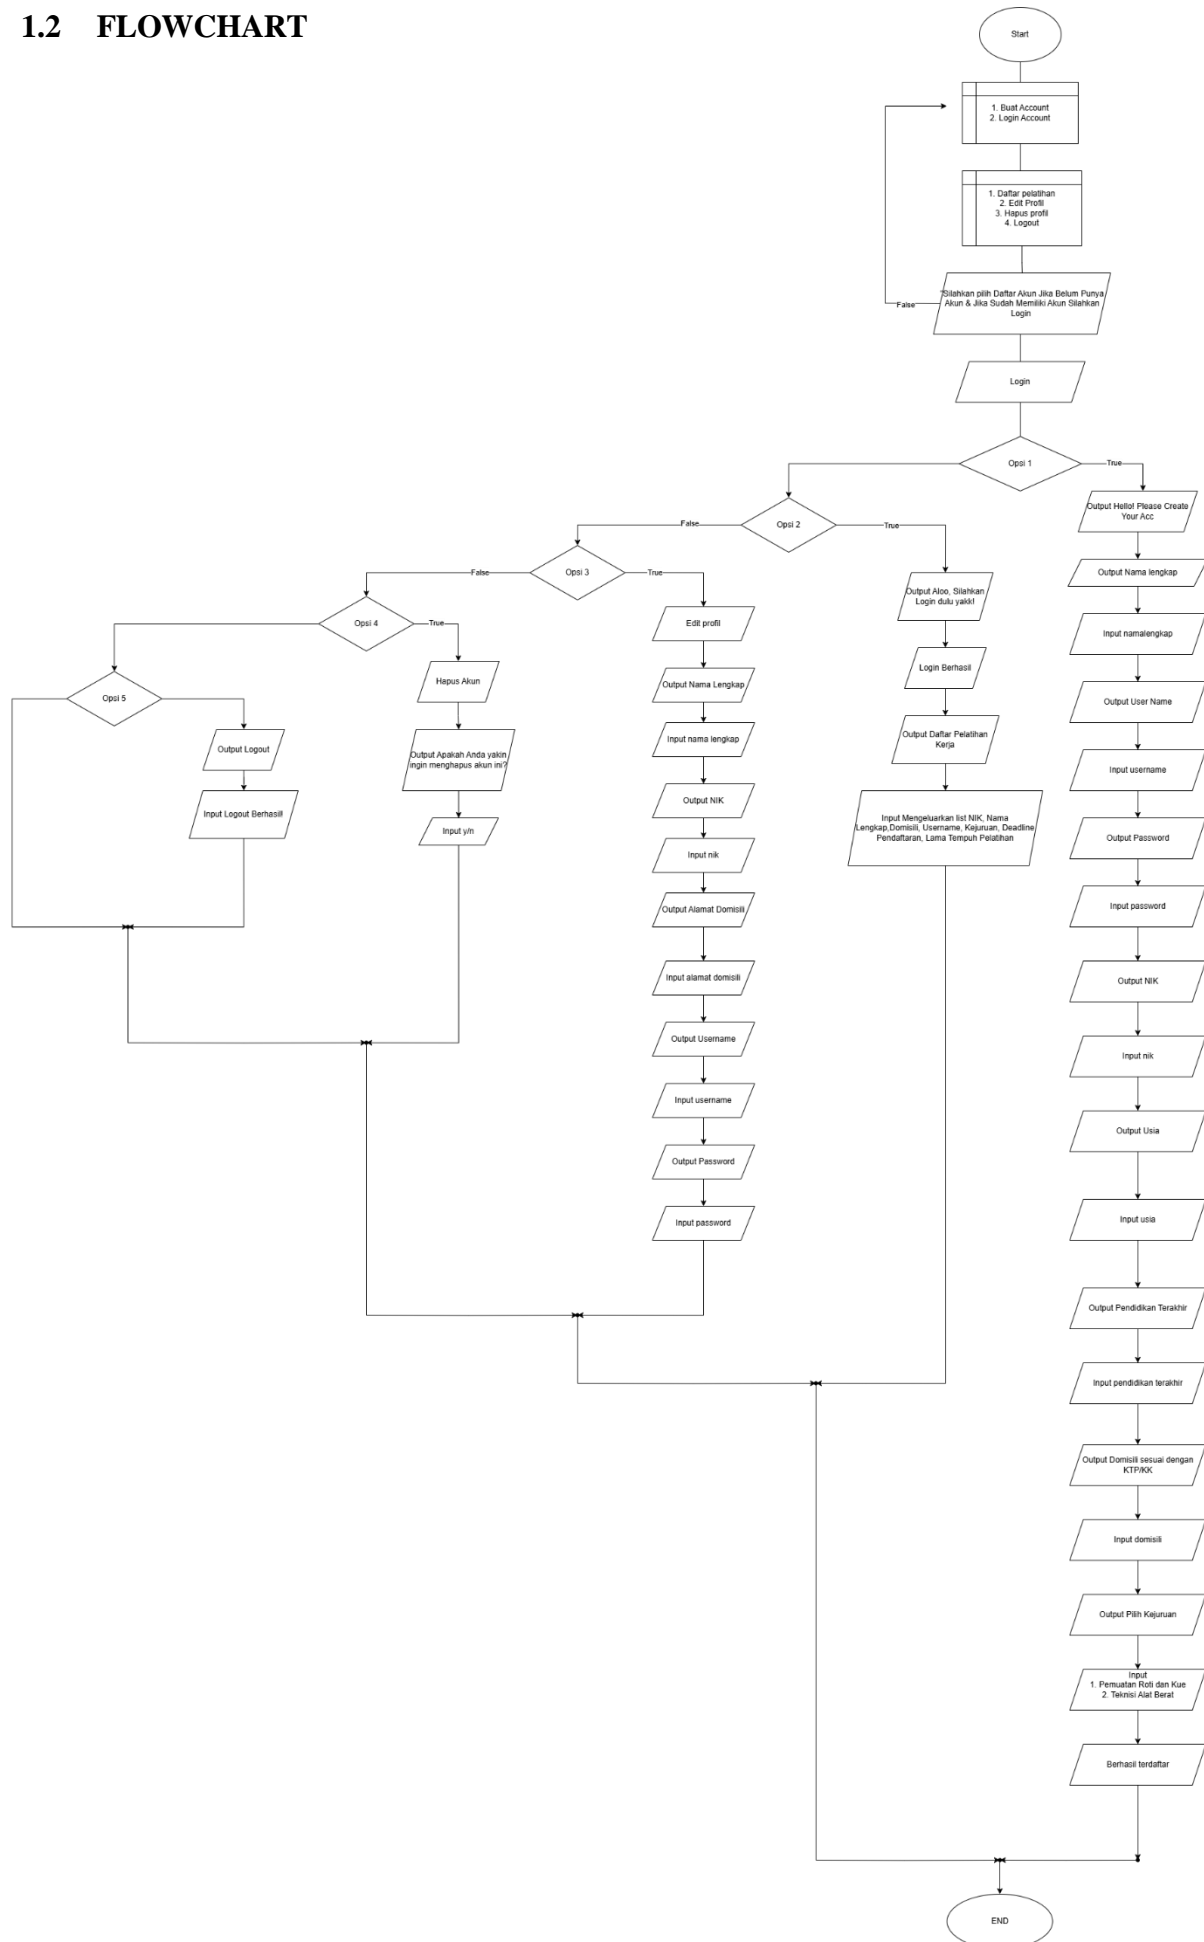 1.2 FLOWCHART
Start
1. Buat Account
2. Login Account
1. Daftar pelatihan
2. Edit Profil
3. Hapus profil
4. Logout
"Silahkan pilih Daftar Akun Jika Belum Punya
Akun & Jika Sudah Memiliki Akun Silahkan
Login
False
Login
Opsi 1
True
Output Hello! Please Create
Your Acc
Output Nama lengkap
Input namalengkap
Output User Name
Input username
Output Password
Input password
Output NIK
Input nik
Output Usia
Input usia
Output Pendidikan Terakhir
Input pendidikan terakhir
Output Domisili sesuai dengan
KTP/KK
Input domisili
Output Pilih Kejuruan
Input
1. Pemuatan Roti dan Kue
2. Teknisi Alat Berat
Berhasil terdaftar
Opsi 2
False
True
Output Aloo, Silahkan
Login dulu yakk!
Login Berhasil
Output Daftar Pelatihan
Kerja
Input Mengeluarkan list NIK, Nama
Lengkap,Domisili, Username, Kejuruan, Deadline
Pendaftaran, Lama Tempuh Pelatihan
Opsi 3
False
True
Edit profil
Output Nama Lengkap
Input nama lengkap
Output NIK
Input nik
Output Alamat Domisili
Input alamat domisili
Output Username
Input username
Output Password
Input password
Opsi 4
True
Hapus Akun
Output Apakah Anda yakin
ingin menghapus akun ini?
Input y/n
Opsi 5
Output Logout
Input Logout Berhasil!
END